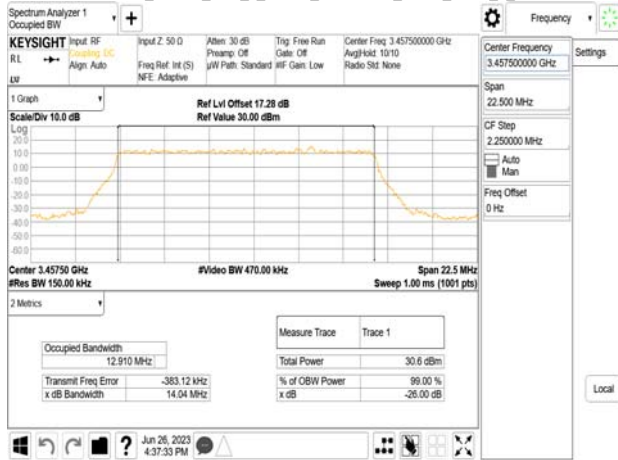 Spectrum Analyzer 1
Occupied BW
Frequency
KEYSIGHT
RL
Input: RF
Coupling: DC
Align: Auto
Input Z: 50 Ω
Freq Ref: Int (S)
NFE: Adaptive
Atten: 30 dB
Preamp: Off
µW Path: Standard
Trig: Free Run
Gate: Off
#IF Gain: Low
Center Freq: 3.457500000 GHz
Avg|Hold: 10/10
Radio Std: None
Center Frequency
3.457500000 GHz
Settings
Span
22.500 MHz
CF Step
2.250000 MHz
Auto
Man
Freq Offset
0 Hz
1 Graph
Scale/Div 10.0 dB
Ref Lvl Offset 17.28 dB
Ref Value 30.00 dBm
Log
20.0
10.0
0.00
-10.0
-20.0
-30.0
-40.0
-50.0
-60.0
Center 3.45750 GHz
#Res BW 150.00 kHz
#Video BW 470.00 kHz
Span 22.5 MHz
Sweep 1.00 ms (1001 pts)
2 Metrics
Measure Trace Trace 1
Occupied Bandwidth
12.910 MHz
Total Power 30.6 dBm
Transmit Freq Error -383.12 kHz
% of OBW Power 99.00 %
x dB Bandwidth 14.04 MHz
x dB -26.00 dB
Local
?
Jun 26, 2023
4:37:33 PM